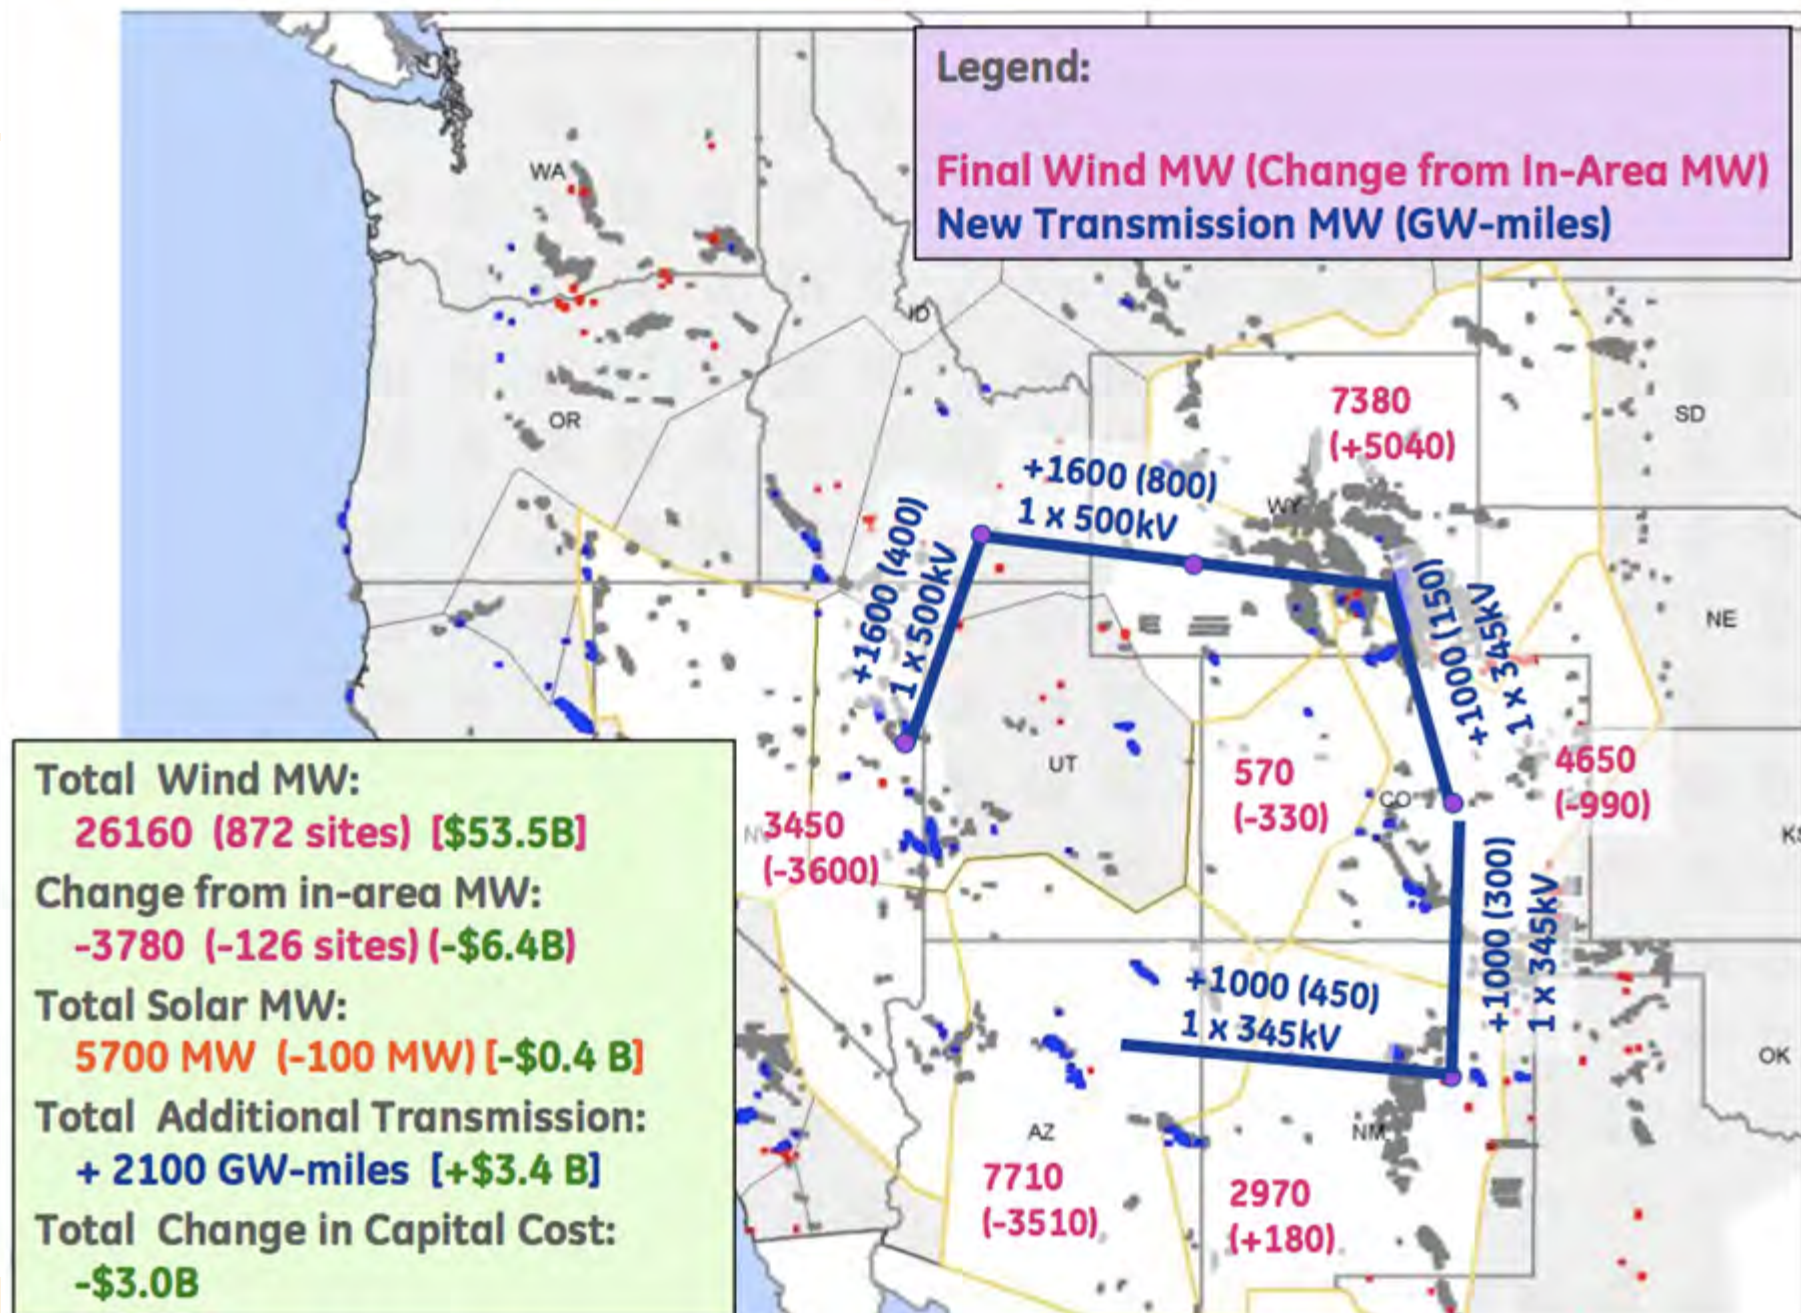 Legend:
Final Wind MW (Change from In-Area MW)
New Transmission MW (GW-miles)
WA
ID
OR
SD
7380
(+5040)
+1600 (800)
1 x 500kV
WY
+1600 (400)
1 x 500kV
+1000 (150)
1 x 345kV
NE
UT
570
(-330)
CO
4650
(-990)
KS
NV
3450
(-3600)
+1000 (300)
1 x 345kV
+1000 (450)
1 x 345kV
OK
AZ
NM
7710
(-3510)
2970
(+180)
Total Wind MW:
26160 (872 sites) [$53.5B]
Change from in-area MW:
-3780 (-126 sites) (-$6.4B)
Total Solar MW:
5700 MW (-100 MW) [-$0.4 B]
Total Additional Transmission:
+ 2100 GW-miles [+$3.4 B]
Total Change in Capital Cost:
-$3.0B